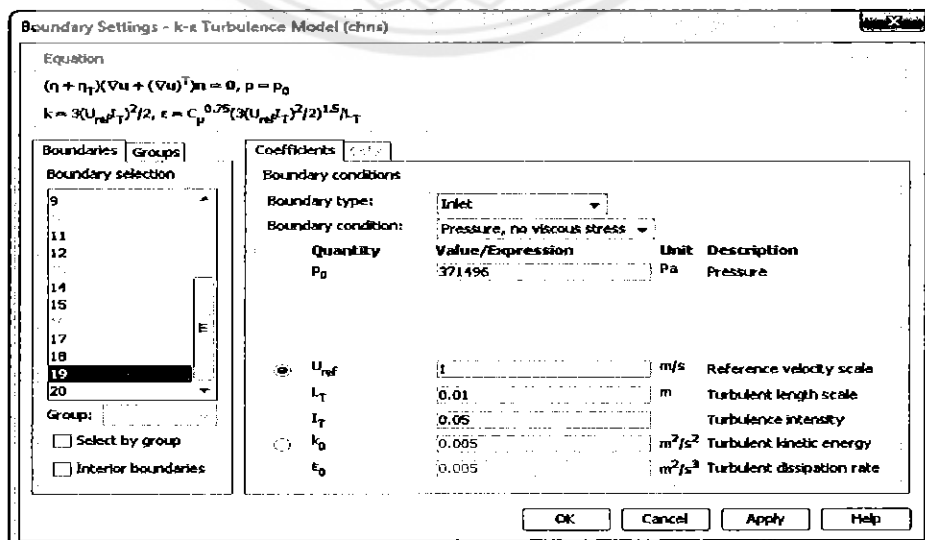 Boundary Settings - k-ε Turbulence Model (chns)
Equation
(η + η_T)(∇u + (∇u)^T)n = 0, p = p_0
k = 3(U_ref I_T)^2/2, ε = C_μ^0.75(3(U_ref I_T)^2/2)^1.5/L_T
Boundaries Groups
Boundary selection
9
11
12
14
15
17
18
19
20
Group:
Select by group
Interior boundaries
Coefficients
Boundary conditions
Boundary type: Inlet
Boundary condition: Pressure, no viscous stress
Quantity Value/Expression Unit Description
P_0 371496 Pa Pressure
U_ref 1 m/s Reference velocity scale
L_T 0.01 m Turbulent length scale
I_T 0.05 Turbulence intensity
k_0 0.005 m²/s² Turbulent kinetic energy
ε_0 0.005 m²/s³ Turbulent dissipation rate
OK Cancel Apply Help